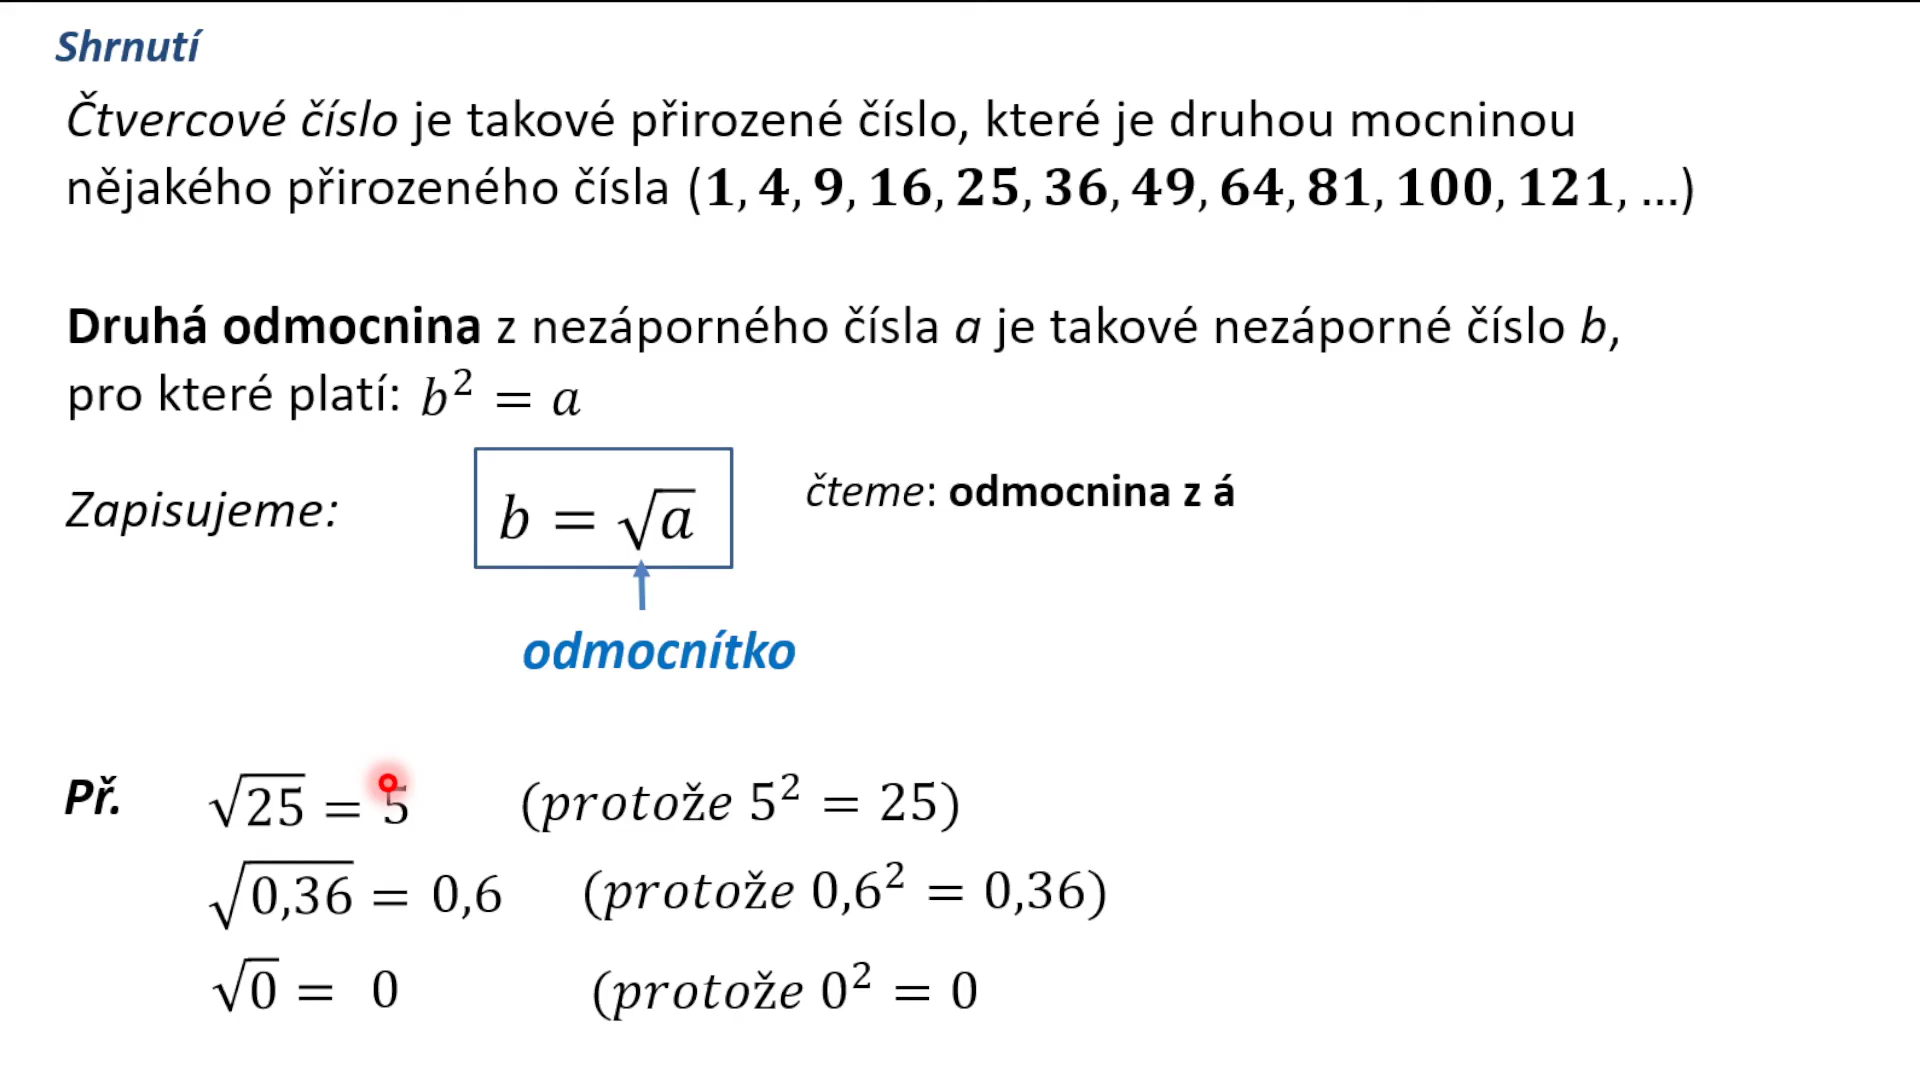 Shrnutí
Čtvercové číslo je takové přirozené číslo, které je druhou mocninou
nějakého přirozeného čísla (1, 4, 9, 16, 25, 36, 49, 64, 81, 100, 121, ...)
Druhá odmocnina z nezáporného čísla a je takové nezáporné číslo b,
pro které platí: b² = a
Zapisujeme: b = √a čteme: odmocnina z á
odmocnítko
Př. √25 = 5 (protože 5² = 25)
√0,36 = 0,6 (protože 0,6² = 0,36)
√0 = 0 (protože 0² = 0